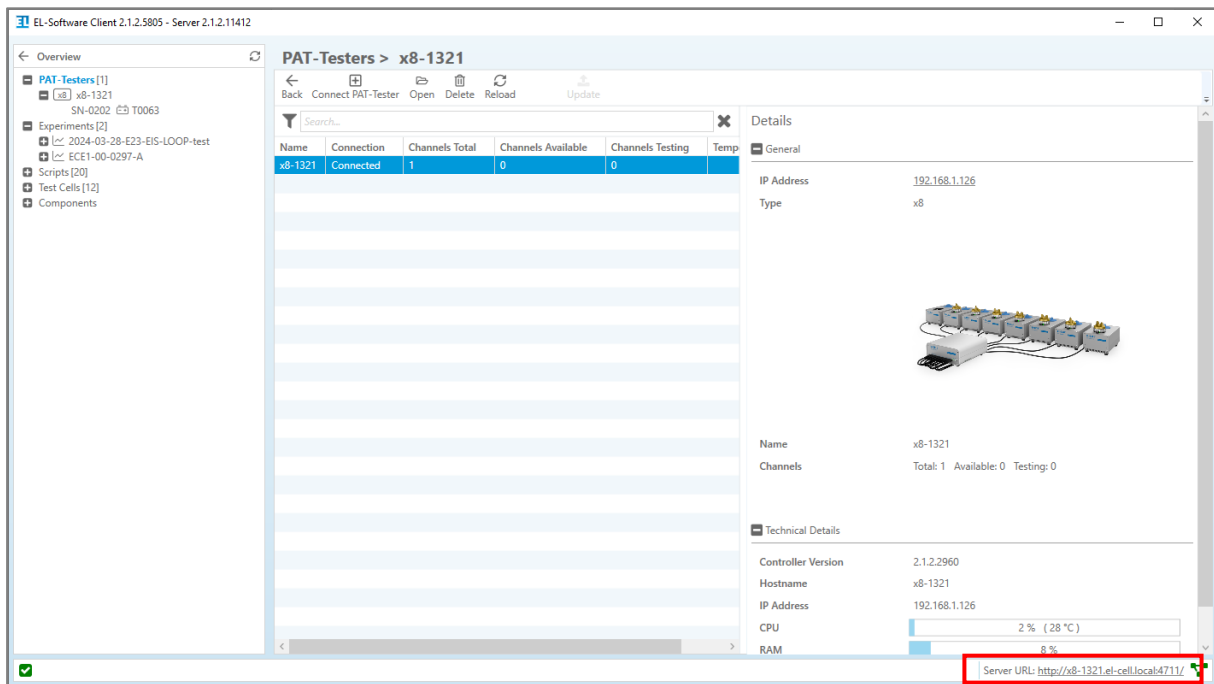 EL-Software Client 2.1.2.5805 - Server 2.1.2.11412
Overview
PAT-Testers [1]
x8 x8-1321
SN-0202 T0063
Experiments [2]
2024-03-28-E23-EIS-LOOP-test
ECE1-00-0297-A
Scripts [20]
Test Cells [12]
Components
PAT-Testers > x8-1321
Back Connect PAT-Tester Open Delete Reload Update
Search...
Name Connection Channels Total Channels Available Channels Testing Temp
x8-1321 Connected 1 0 0
Details
General
IP Address 192.168.1.126
Type x8
Name x8-1321
Channels Total: 1 Available: 0 Testing: 0
Technical Details
Controller Version 2.1.2.2960
Hostname x8-1321
IP Address 192.168.1.126
CPU 2 % ( 28 °C )
RAM 8 %
Server URL: http://x8-1321.el-cell.local:4711/